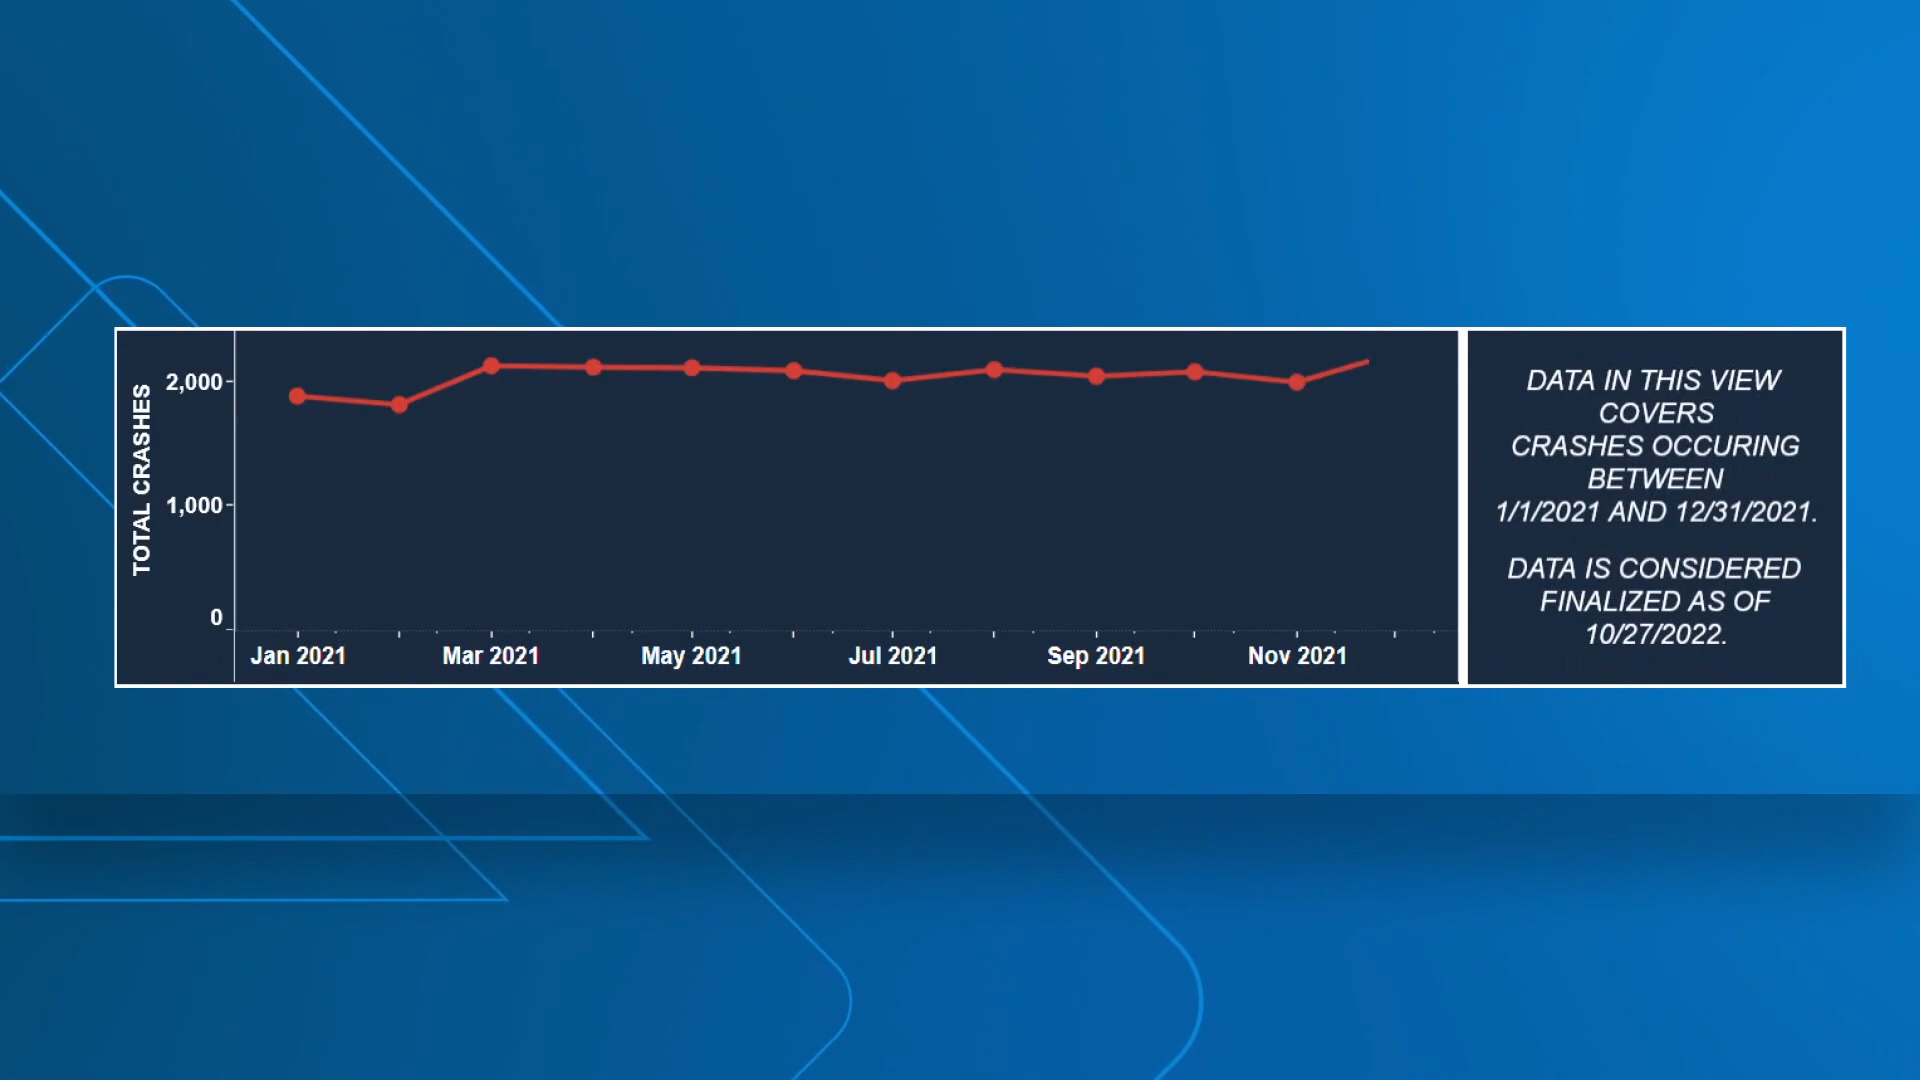 TOTAL CRASHES
2,000
1,000
0
Jan 2021
Mar 2021
May 2021
Jul 2021
Sep 2021
Nov 2021
DATA IN THIS VIEW
COVERS
CRASHES OCCURING
BETWEEN
1/1/2021 AND 12/31/2021.
DATA IS CONSIDERED
FINALIZED AS OF
10/27/2022.